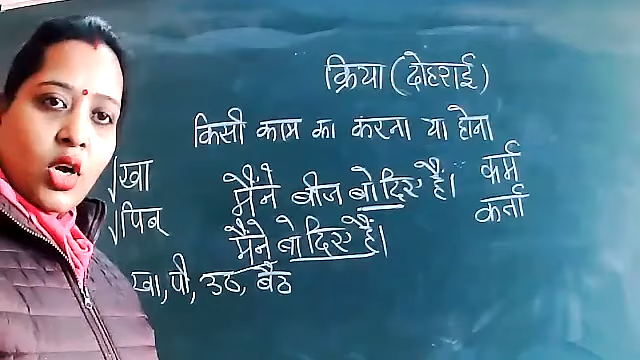 क्रिया (दोहराई)
किसी काम का करना या होना
√खा
√पिब्
मैंने बीज बो दिए हैं।
मैंने बो दिए हैं।
कर्म
कर्ता
खा, पी, उठ, बैठ